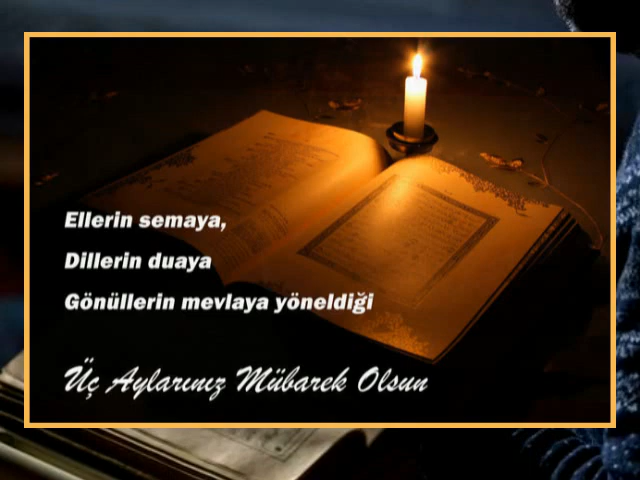 Ellerin semaya,
Dillerin duaya
Gönüllerin mevlaya yöneldiği
Üç Aylarınız Mübarek Olsun